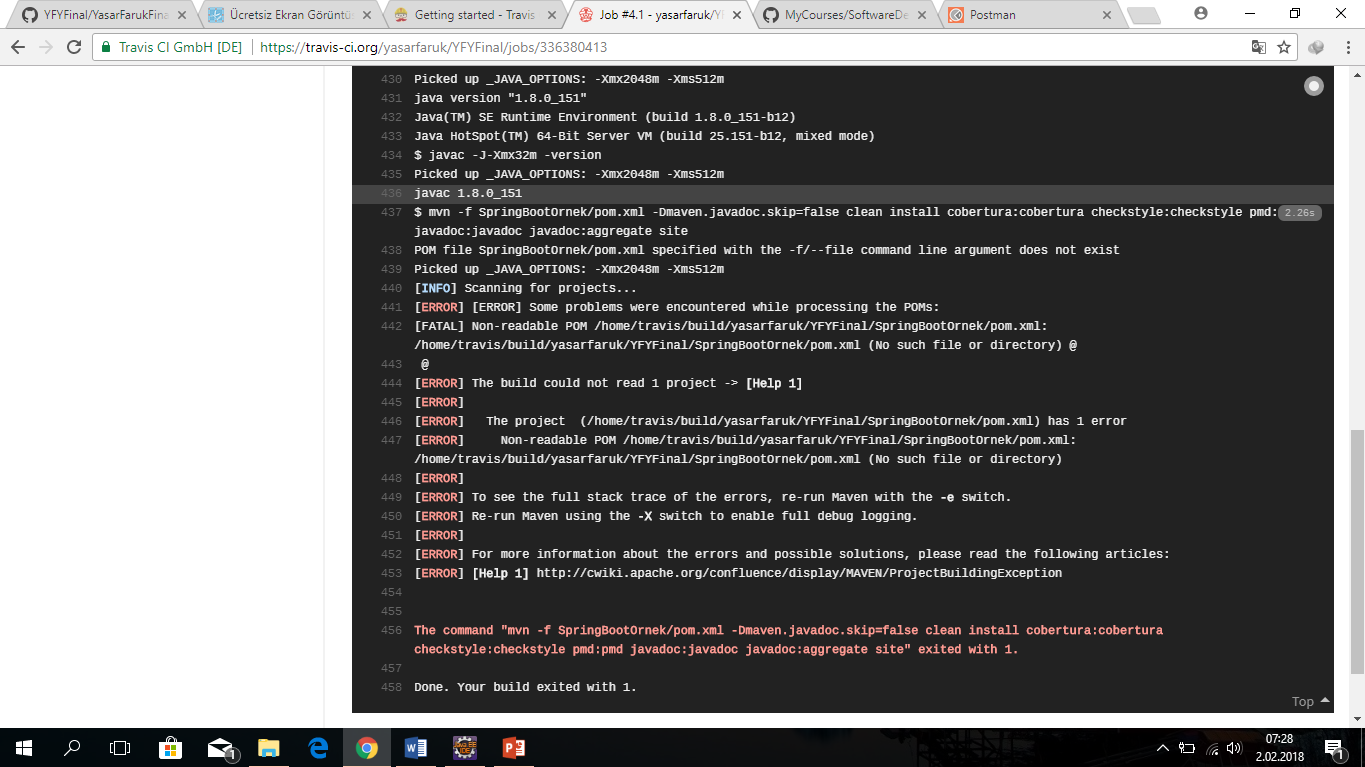 YFYFinal/YasarFarukFina
Ücretsiz Ekran Görüntüs
Getting started - Travis
Job #4.1 - yasarfaruk/YF
MyCourses/SoftwareDe
Postman
Travis CI GmbH [DE]
https://travis-ci.org/yasarfaruk/YFYFinal/jobs/336380413
430 Picked up _JAVA_OPTIONS: -Xmx2048m -Xms512m
431 java version "1.8.0_151"
432 Java(TM) SE Runtime Environment (build 1.8.0_151-b12)
433 Java HotSpot(TM) 64-Bit Server VM (build 25.151-b12, mixed mode)
434 $ javac -J-Xmx32m -version
435 Picked up _JAVA_OPTIONS: -Xmx2048m -Xms512m
436 javac 1.8.0_151
437 $ mvn -f SpringBootOrnek/pom.xml -Dmaven.javadoc.skip=false clean install cobertura:cobertura checkstyle:checkstyle pmd: 2.26s
javadoc:javadoc javadoc:aggregate site
438 POM file SpringBootOrnek/pom.xml specified with the -f/--file command line argument does not exist
439 Picked up _JAVA_OPTIONS: -Xmx2048m -Xms512m
440 [INFO] Scanning for projects...
441 [ERROR] [ERROR] Some problems were encountered while processing the POMs:
442 [FATAL] Non-readable POM /home/travis/build/yasarfaruk/YFYFinal/SpringBootOrnek/pom.xml:
/home/travis/build/yasarfaruk/YFYFinal/SpringBootOrnek/pom.xml (No such file or directory) @
443 @
444 [ERROR] The build could not read 1 project -> [Help 1]
445 [ERROR]
446 [ERROR]   The project  (/home/travis/build/yasarfaruk/YFYFinal/SpringBootOrnek/pom.xml) has 1 error
447 [ERROR]     Non-readable POM /home/travis/build/yasarfaruk/YFYFinal/SpringBootOrnek/pom.xml:
/home/travis/build/yasarfaruk/YFYFinal/SpringBootOrnek/pom.xml (No such file or directory)
448 [ERROR]
449 [ERROR] To see the full stack trace of the errors, re-run Maven with the -e switch.
450 [ERROR] Re-run Maven using the -X switch to enable full debug logging.
451 [ERROR]
452 [ERROR] For more information about the errors and possible solutions, please read the following articles:
453 [ERROR] [Help 1] http://cwiki.apache.org/confluence/display/MAVEN/ProjectBuildingException
454
455
456 The command "mvn -f SpringBootOrnek/pom.xml -Dmaven.javadoc.skip=false clean install cobertura:cobertura
checkstyle:checkstyle pmd:pmd javadoc:javadoc javadoc:aggregate site" exited with 1.
457
458 Done. Your build exited with 1.
Top
1
07:28
2.02.2018
1